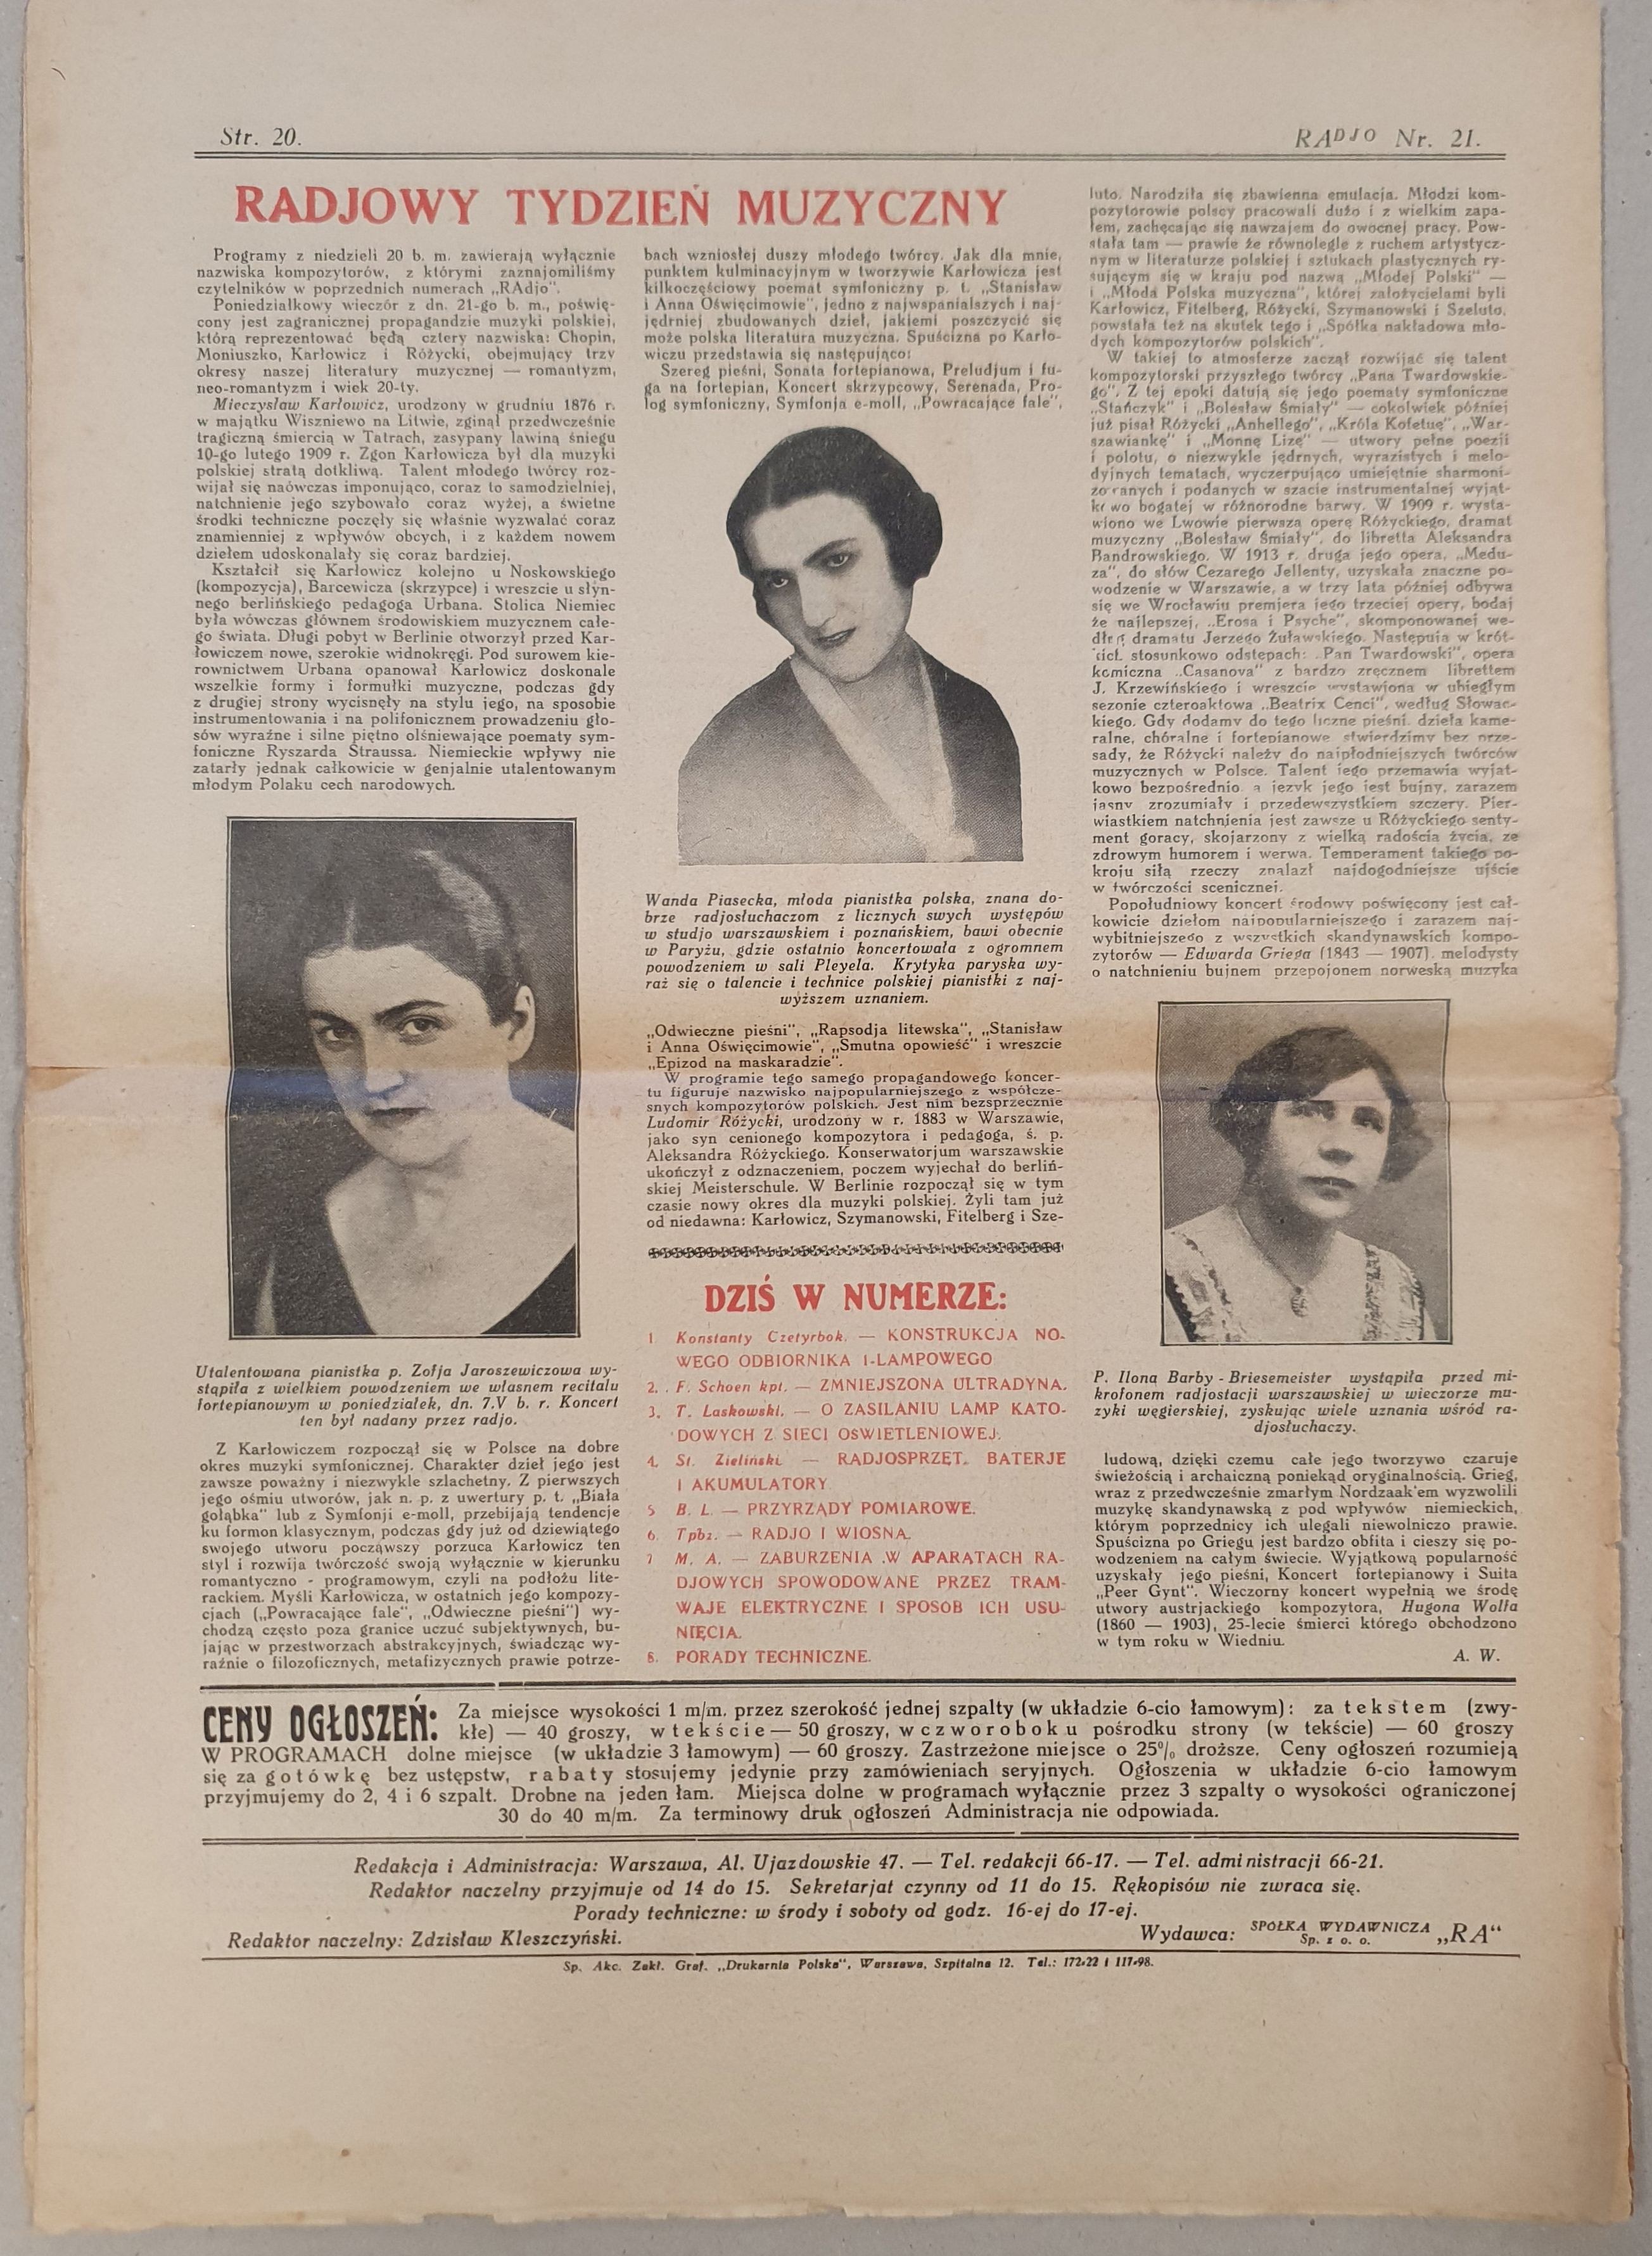 Str. 20.
RADJO Nr. 21.
RADJOWY TYDZIEŃ MUZYCZNY
Programy z niedzieli 20 b. m. zawierają wyłącznie
nazwiska kompozytorów, z którymi zaznajomiliśmy
czytelników w poprzednich numerach „RAdjo".
Poniedziałkowy wieczór z dn. 21-go b. m., poświę-
cony jest zagranicznej propagandzie muzyki polskiej,
którą reprezentować będą cztery nazwiska: Chopin,
Moniuszko, Karłowicz i Różycki, obejmujący trzy
okresy naszej literatury muzycznej — romantyzm,
neo-romantyzm i wiek 20-ty.
Mieczysław Karłowicz, urodzony w grudniu 1876 r.
w majątku Wiszniewo na Litwie, zginął przedwcześnie
tragiczną śmiercią w Tatrach, zasypany lawiną śniegu
10-go lutego 1909 r. Zgon Karłowicza był dla muzyki
polskiej stratą dotkliwą. Talent młodego twórcy roz-
wijał się naówczas imponująco, coraz to samodzielniej,
natchnienie jego szybowało coraz wyżej, a świetne
środki techniczne poczęły się właśnie wyzwalać coraz
znamienniej z wpływów obcych, i z każdem nowem
dziełem udoskonalały się coraz bardziej.
Kształcił się Karłowicz kolejno u Noskowskiego
(kompozycja), Barcewicza (skrzypce) i wreszcie u słyn-
nego berlińskiego pedagoga Urbana. Stolica Niemiec
była wówczas głównem środowiskiem muzycznem całe-
go świata. Długi pobyt w Berlinie otworzył przed Kar-
łowiczem nowe, szerokie widnokręgi. Pod surowem kie-
rownictwem Urbana opanował Karłowicz doskonale
wszelkie formy i formułki muzyczne, podczas gdy
z drugiej strony wycisnęły na stylu jego, na sposobie
instrumentowania i na polifonicznem prowadzeniu gło-
sów wyraźne i silne piętno olśniewające poematy sym-
foniczne Ryszarda Straussa. Niemieckie wpływy nie
zatarły jednak całkowicie w genjalnie utalentowanym
młodym Polaku cech narodowych.
Utalentowana pianistka p. Zofja Jaroszewiczowa wy-
stąpiła z wielkiem powodzeniem we własnem recitalu
fortepianowym w poniedziałek, dn. 7.V b. r. Koncert
ten był nadany przez radjo.
Z Karłowiczem rozpoczął się w Polsce na dobre
okres muzyki symfonicznej. Charakter dzieł jego jest
zawsze poważny i niezwykle szlachetny. Z pierwszych
jego ośmiu utworów, jak n. p. z uwertury p. t. „Biała
gołąbka" lub z Symfonji e-moll, przebijają tendencje
ku formon klasycznym, podczas gdy już od dziewiątego
swojego utworu począwszy porzuca Karłowicz ten
styl i rozwija twórczość swoją wyłącznie w kierunku
romantyczno - programowym, czyli na podłożu lite-
rackiem. Myśli Karłowicza, w ostatnich jego kompozy-
cjach („Powracające fale", „Odwieczne pieśni") wy-
chodzą często poza granice uczuć subjektywnych, bu-
jając w przestworzach abstrakcyjnych, świadcząc wy-
raźnie o filozoficznych, metafizycznych prawie potrze-
bach wzniosłej duszy młodego twórcy. Jak dla mnie,
punktem kulminacyjnym w tworzywie Karłowicza jest
kilkoczęściowy poemat symfoniczny p. t. „Stanisław
i Anna Oświęcimowie", jedno z najwspanialszych i naj-
jędrniej zbudowanych dzieł, jakiemi poszczycić się
może polska literatura muzyczna. Spuścizna po Karło-
wiczu przedstawia się następująco:
Szereg pieśni, Sonata fortepianowa, Preludjum i fu-
ga na fortepian, Koncert skrzypcowy, Serenada, Pro-
log symfoniczny, Symfonja e-moll, „Powracające fale",
Wanda Piasecka, młoda pianistka polska, znana do-
brze radjosłuchaczom z licznych swych występów
w studjo warszawskiem i poznańskiem, bawi obecnie
w Paryżu, gdzie ostatnio koncertowała z ogromnem
powodzeniem w sali Pleyela. Krytyka paryska wy-
raż się o talencie i technice polskiej pianistki z naj-
wyższem uznaniem.
„Odwieczne pieśni", „Rapsodja litewska", „Stanisław
i Anna Oświęcimowie", „Smutna opowieść" i wreszcie
„Epizod na maskaradzie".
W programie tego samego propagandowego koncer-
tu figuruje nazwisko najpopularniejszego z współcze-
snych kompozytorów polskich. Jest nim bezsprzecznie
Ludomir Różycki, urodzony w r. 1883 w Warszawie,
jako syn cenionego kompozytora i pedagoga, ś. p.
Aleksandra Różyckiego. Konserwatorjum warszawskie
ukończył z odznaczeniem, poczem wyjechał do berliń-
skiej Meisterschule. W Berlinie rozpoczął się w tym
czasie nowy okres dla muzyki polskiej. Żyli tam już
od niedawna: Karłowicz, Szymanowski, Fitelberg i Sze-
DZIŚ W NUMERZE:
1 Konstanty Czetyrbok. — KONSTRUKCJA NO-
WEGO ODBIORNIKA 1-LAMPOWEGO
2. . F. Schoen kpt. — ZMNIEJSZONA ULTRADYNA.
3. T. Laskowski. — O ZASILANIU LAMP KATO-
DOWYCH Z SIECI OŚWIETLENIOWEJ.
4. St. Zieliński — RADJOSPRZĘT. BATERJE
I AKUMULATORY
5 B. L. — PRZYRZĄDY POMIAROWE.
6. Tpbz. — RADJO I WIOSNA.
7 M. A. — ZABURZENIA W APARATACH RA-
DJOWYCH SPOWODOWANE PRZEZ TRAM-
WAJE ELEKTRYCZNE I SPOSOB ICH USU-
NIĘCIA.
8. PORADY TECHNICZNE.
luto. Narodziła się zbawienna emulacja. Młodzi kom-
pozytorowie polscy pracowali dużo i z wielkim zapa-
łem, zachęcając się nawzajem do owocnej pracy. Pow-
stała tam — prawie że równolegle z ruchem artystycz-
nym w literaturze polskiej i sztukach plastycznych ry-
sującym się w kraju pod nazwą „Młodej Polski" —
i „Młoda Polska muzyczna", której założycielami byli
Karłowicz, Fitelberg, Różycki, Szymanowski i Szeluto,
powstała też na skutek tego i „Spółka nakładowa mło-
dych kompozytorów polskich".
W takiej to atmosferze zaczął rozwijać się talent
kompozytorski przyszłego twórcy „Pana Twardowskie-
go". Z tej epoki datują się jego poematy symfoniczne
„Stańczyk" i „Bolesław Śmiały" — cokolwiek później
już pisał Różycki „Anhellego", „Króla Kofetuę", „War-
szawiankę" i „Monnę Lizę" — utwory pełne poezji
i polotu, o niezwykle jędrnych, wyrazistych i melo-
dyjnych tematach, wyczerpująco umiejętnie sharmoni-
zowanych i podanych w szacie instrumentalnej wyjąt-
kowo bogatej w różnorodne barwy. W 1909 r. wysta-
wiono we Lwowie pierwszą operę Różyckiego, dramat
muzyczny „Bolesław Śmiały", do libretta Aleksandra
Bandrowskiego. W 1913 r. druga jego opera, „Medu-
za", do słów Cezarego Jellenty, uzyskała znaczne po-
wodzenie w Warszawie, a w trzy lata później odbywa
się we Wrocławiu premjera jego trzeciej opery, bodaj
że najlepszej, „Erosa i Psyche", skomponowanej we-
dług dramatu Jerzego Żuławskiego. Następują w krót-
kich stosunkowo odstępach: „Pan Twardowski", opera
komiczna „Casanova" z bardzo zręcznem librettem
J. Krzewińskiego i wreszcie wystawiona w ubiegłym
sezonie czteroaktowa „Beatrix Cenci", według Słowac-
kiego. Gdy dodamy do tego liczne pieśni, dzieła kame-
ralne, chóralne i fortepianowe stwierdzimy bez prze-
sady, że Różycki należy do najpłodniejszych twórców
muzycznych w Polsce. Talent jego przemawia wyjąt-
kowo bezpośrednio a język jego jest bujny, zarazem
jasny zrozumiały i przedewszystkiem szczery. Pier-
wiastkiem natchnienia jest zawsze u Różyckiego senty-
ment gorący, skojarzony z wielką radością życia, ze
zdrowym humorem i werwą. Temperament takiego po-
kroju siłą rzeczy znalazł najdogodniejsze ujście
w twórczości scenicznej.
Popołudniowy koncert środowy poświęcony jest cał-
kowicie dziełom najpopularniejszego i zarazem naj-
wybitniejszego z wszystkich skandynawskich kompo-
zytorów — Edwarda Griega (1843 — 1907), melodysty
o natchnieniu bujnem przepojonem norweską muzyką
P. Ilona Barby - Briesemeister wystąpiła przed mi-
krofonem radjostacji warszawskiej w wieczorze mu-
zyki węgierskiej, zyskując wiele uznania wśród ra-
djosłuchaczy.
ludową, dzięki czemu całe jego tworzywo czaruje
świeżością i archaiczną poniekąd oryginalnością. Grieg,
wraz z przedwcześnie zmarłym Nordzaak'em wyzwolili
muzykę skandynawską z pod wpływów niemieckich,
którym poprzednicy ich ulegali niewolniczo prawie.
Spuścizna po Griegu jest bardzo obfita i cieszy się po-
wodzeniem na całym świecie. Wyjątkową popularność
uzyskały jego pieśni, Koncert fortepianowy i Suita
„Peer Gynt". Wieczorny koncert wypełnią we środę
utwory austrjackiego kompozytora, Hugona Wolfa
(1860 — 1903), 25-lecie śmierci którego obchodzono
w tym roku w Wiedniu.
A. W.
CENY OGŁOSZEŃ: Za miejsce wysokości 1 m/m. przez szerokość jednej szpalty (w układzie 6-cio łamowym): za tekstem (zwy-
kłe) — 40 groszy, w tekście — 50 groszy, w czworoboku pośrodku strony (w tekście) — 60 groszy
W PROGRAMACH dolne miejsce (w układzie 3 łamowym) — 60 groszy. Zastrzeżone miejsce o 25% droższe. Ceny ogłoszeń rozumieją
się za gotówkę bez ustępstw, rabaty stosujemy jedynie przy zamówieniach seryjnych. Ogłoszenia w układzie 6-cio łamowym
przyjmujemy do 2, 4 i 6 szpalt. Drobne na jeden łam. Miejsca dolne w programach wyłącznie przez 3 szpalty o wysokości ograniczonej
30 do 40 m/m. Za terminowy druk ogłoszeń Administracja nie odpowiada.
Redakcja i Administracja: Warszawa, Al. Ujazdowskie 47. — Tel. redakcji 66-17. — Tel. administracji 66-21.
Redaktor naczelny przyjmuje od 14 do 15. Sekretarjat czynny od 11 do 15. Rękopisów nie zwraca się.
Porady techniczne: w środy i soboty od godz. 16-ej do 17-ej.
Redaktor naczelny: Zdzisław Kleszczyński.
Wydawca: SPÓŁKA WYDAWNICZA Sp. z o. o. „RA"
Sp. Akc. Zakł. Graf. „Drukarnia Polska", Warszawa, Szpitalna 12. Tel.: 172-22 i 117-98.